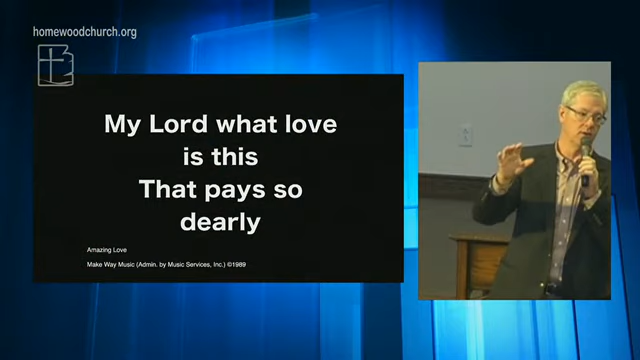 homewoodchurch.org
My Lord what love
is this
That pays so
dearly
Amazing Love
Make Way Music (Admin. by Music Services, Inc.) ©1989